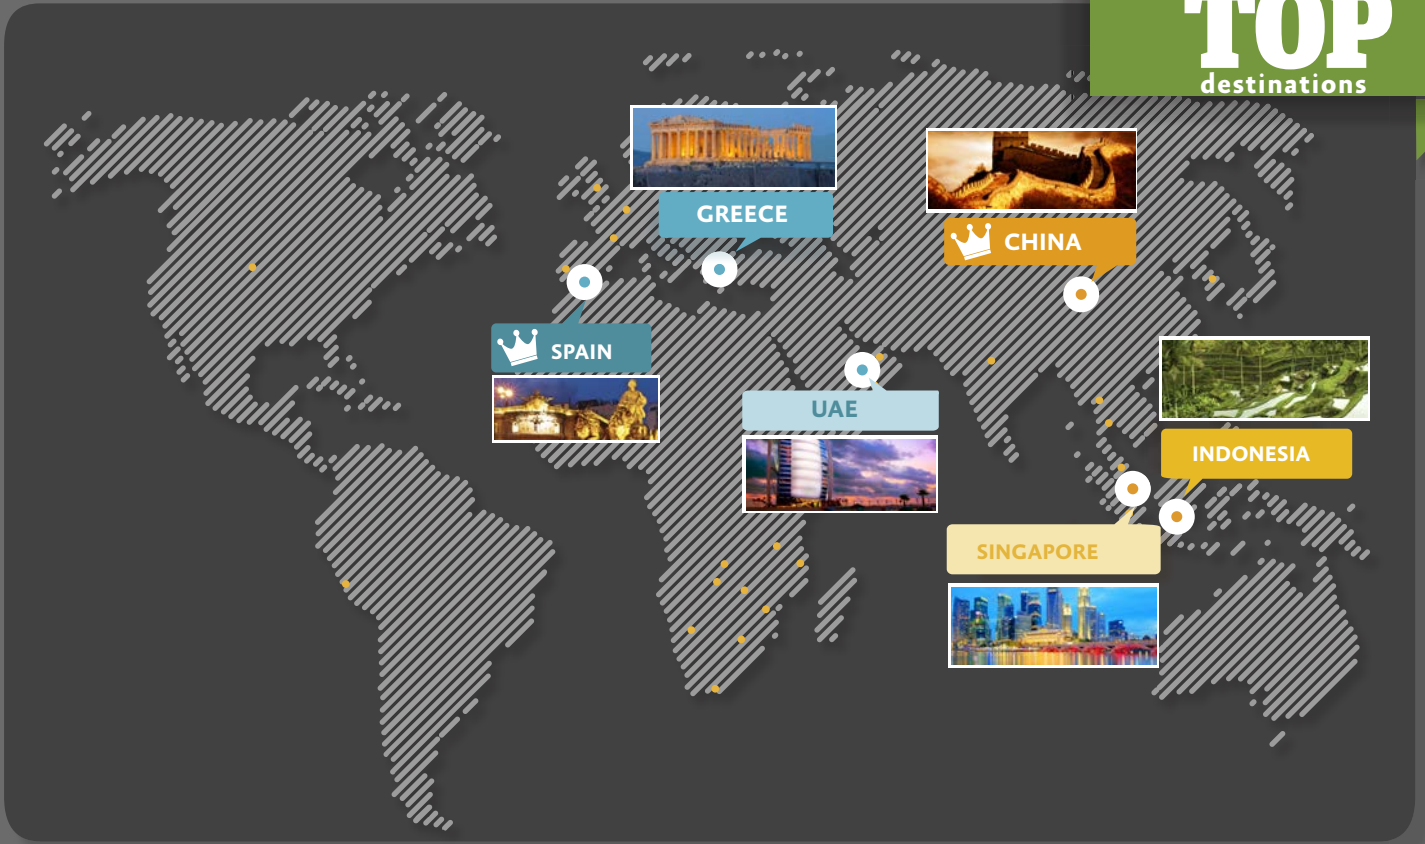 TOP
destinations
GREECE
CHINA
SPAIN
UAE
INDONESIA
SINGAPORE